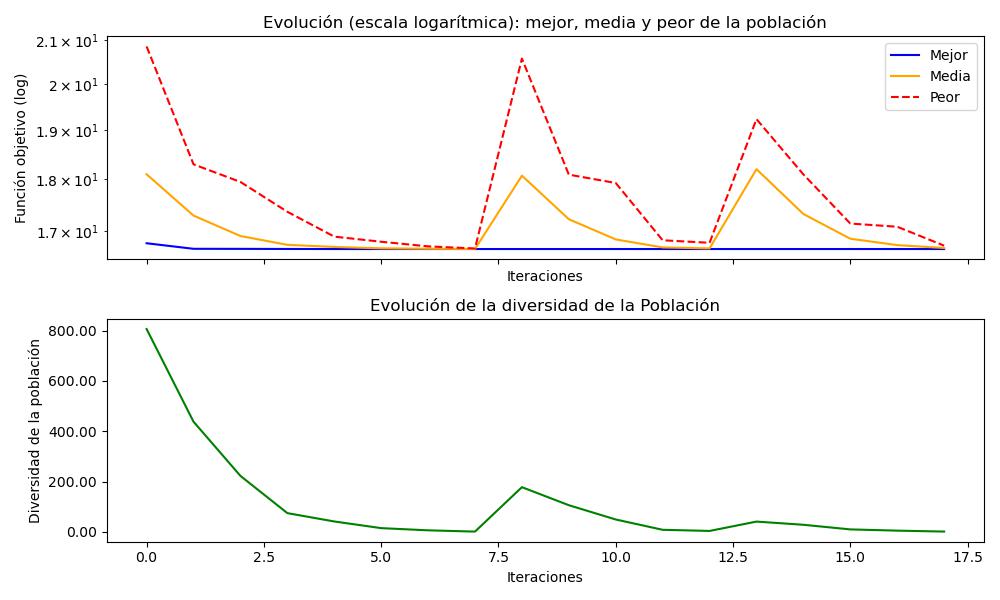 Evolución (escala logarítmica): mejor, media y peor de la población
Función objetivo (log)
2.1 × 10¹
2 × 10¹
1.9 × 10¹
1.8 × 10¹
1.7 × 10¹
Mejor
Media
Peor
Iteraciones
Evolución de la diversidad de la Población
Diversidad de la población
800.00
600.00
400.00
200.00
0.00
0.0 2.5 5.0 7.5 10.0 12.5 15.0 17.5
Iteraciones